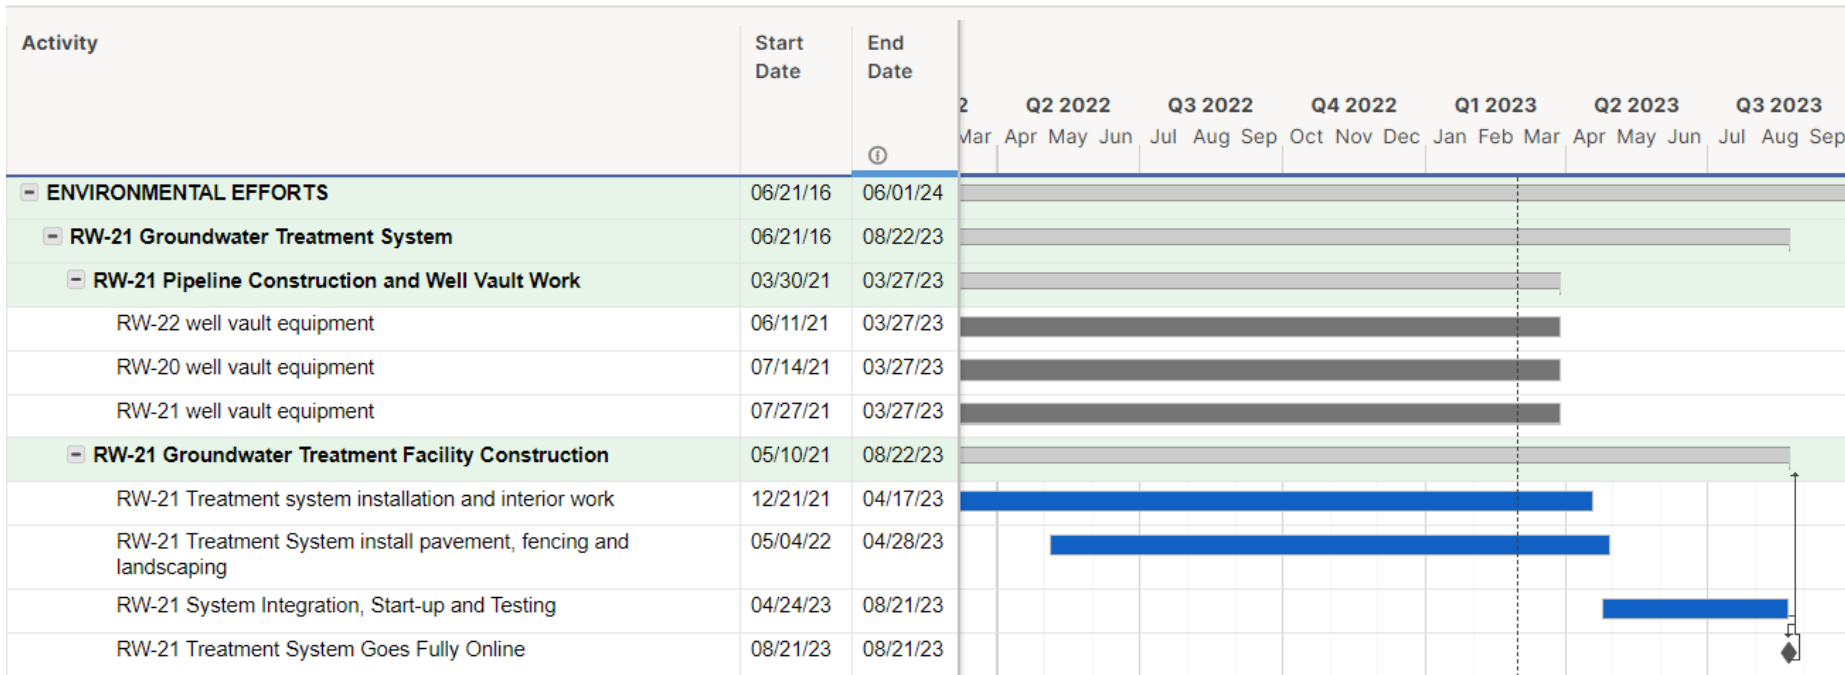 Activity
Start
Date
End
Date
2 Q2 2022 Q3 2022 Q4 2022 Q1 2023 Q2 2023 Q3 2023
Mar Apr May Jun Jul Aug Sep Oct Nov Dec Jan Feb Mar Apr May Jun Jul Aug Sep
ENVIRONMENTAL EFFORTS 06/21/16 06/01/24
RW-21 Groundwater Treatment System 06/21/16 08/22/23
RW-21 Pipeline Construction and Well Vault Work 03/30/21 03/27/23
RW-22 well vault equipment 06/11/21 03/27/23
RW-20 well vault equipment 07/14/21 03/27/23
RW-21 well vault equipment 07/27/21 03/27/23
RW-21 Groundwater Treatment Facility Construction 05/10/21 08/22/23
RW-21 Treatment system installation and interior work 12/21/21 04/17/23
RW-21 Treatment System install pavement, fencing and 05/04/22 04/28/23
landscaping
RW-21 System Integration, Start-up and Testing 04/24/23 08/21/23
RW-21 Treatment System Goes Fully Online 08/21/23 08/21/23